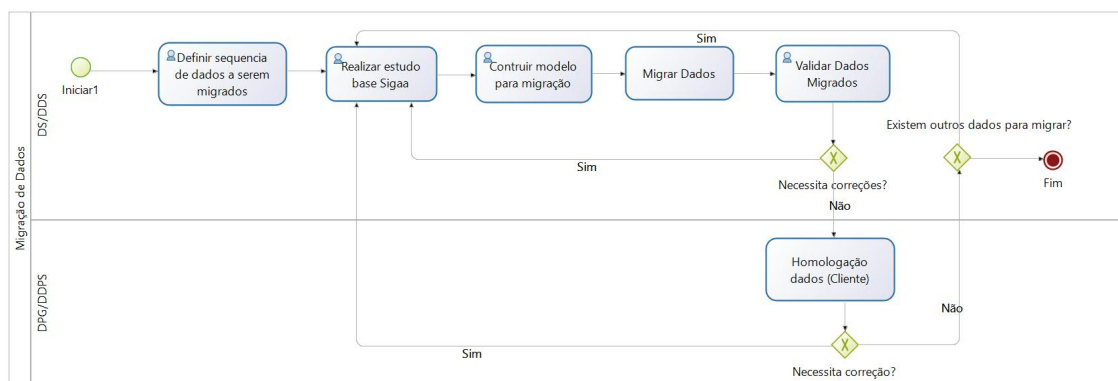 Migração de Dados
DS/DDS
Iniciar1
Definir sequencia
de dados a serem
migrados
Realizar estudo
base Sigaa
Contruir modelo
para migração
Migrar Dados
Validar Dados
Migrados
Sim
Existem outros dados para migrar?
Sim
Necessita correções?
Fim
Não
DPG/DDPS
Homologação
dados (Cliente)
Não
Sim
Necessita correção?